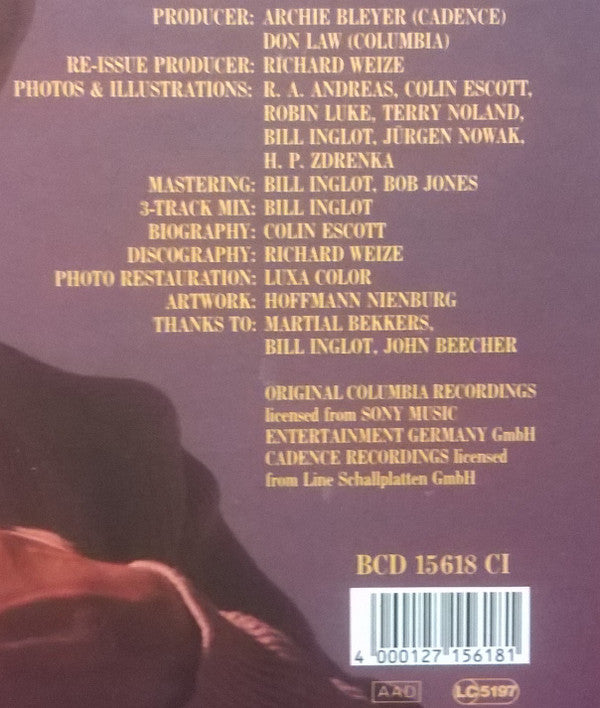 PRODUCER: ARCHIE BLEYER (CADENCE)
DON LAW (COLUMBIA)
RE-ISSUE PRODUCER: RICHARD WEIZE
PHOTOS & ILLUSTRATIONS: R. A. ANDREAS, COLIN ESCOTT,
ROBIN LUKE, TERRY NOLAND,
BILL INGLOT, JÜRGEN NOWAK,
H. P. ZDRENKA
MASTERING: BILL INGLOT, BOB JONES
3-TRACK MIX: BILL INGLOT
BIOGRAPHY: COLIN ESCOTT
DISCOGRAPHY: RICHARD WEIZE
PHOTO RESTAURATION: LUXA COLOR
ARTWORK: HOFFMANN NIENBURG
THANKS TO: MARTIAL BEKKERS,
BILL INGLOT, JOHN BEECHER
ORIGINAL COLUMBIA RECORDINGS
licensed from SONY MUSIC
ENTERTAINMENT GERMANY GmbH
CADENCE RECORDINGS licensed
from Line Schallplatten GmbH
BCD 15618 CI
4 000127 156181
AAD LC 5197